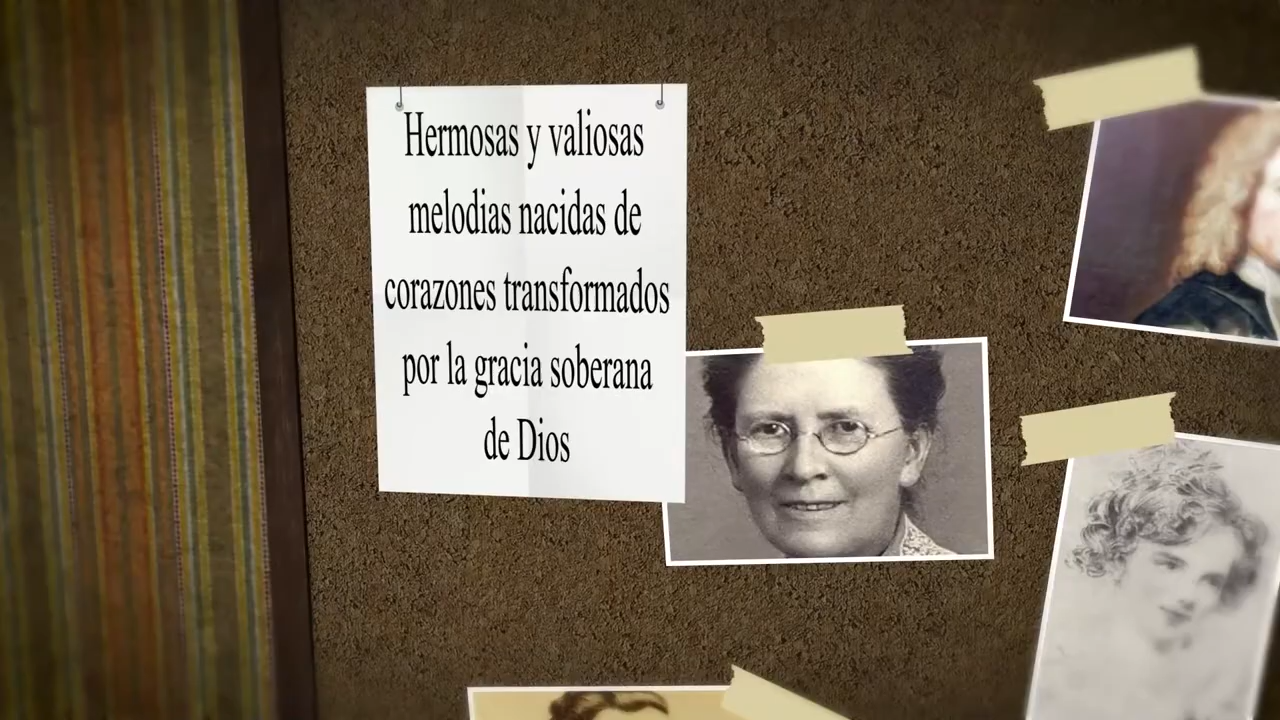 Hermosas y valiosas
melodias nacidas de
corazones transformados
por la gracia soberana
de Dios